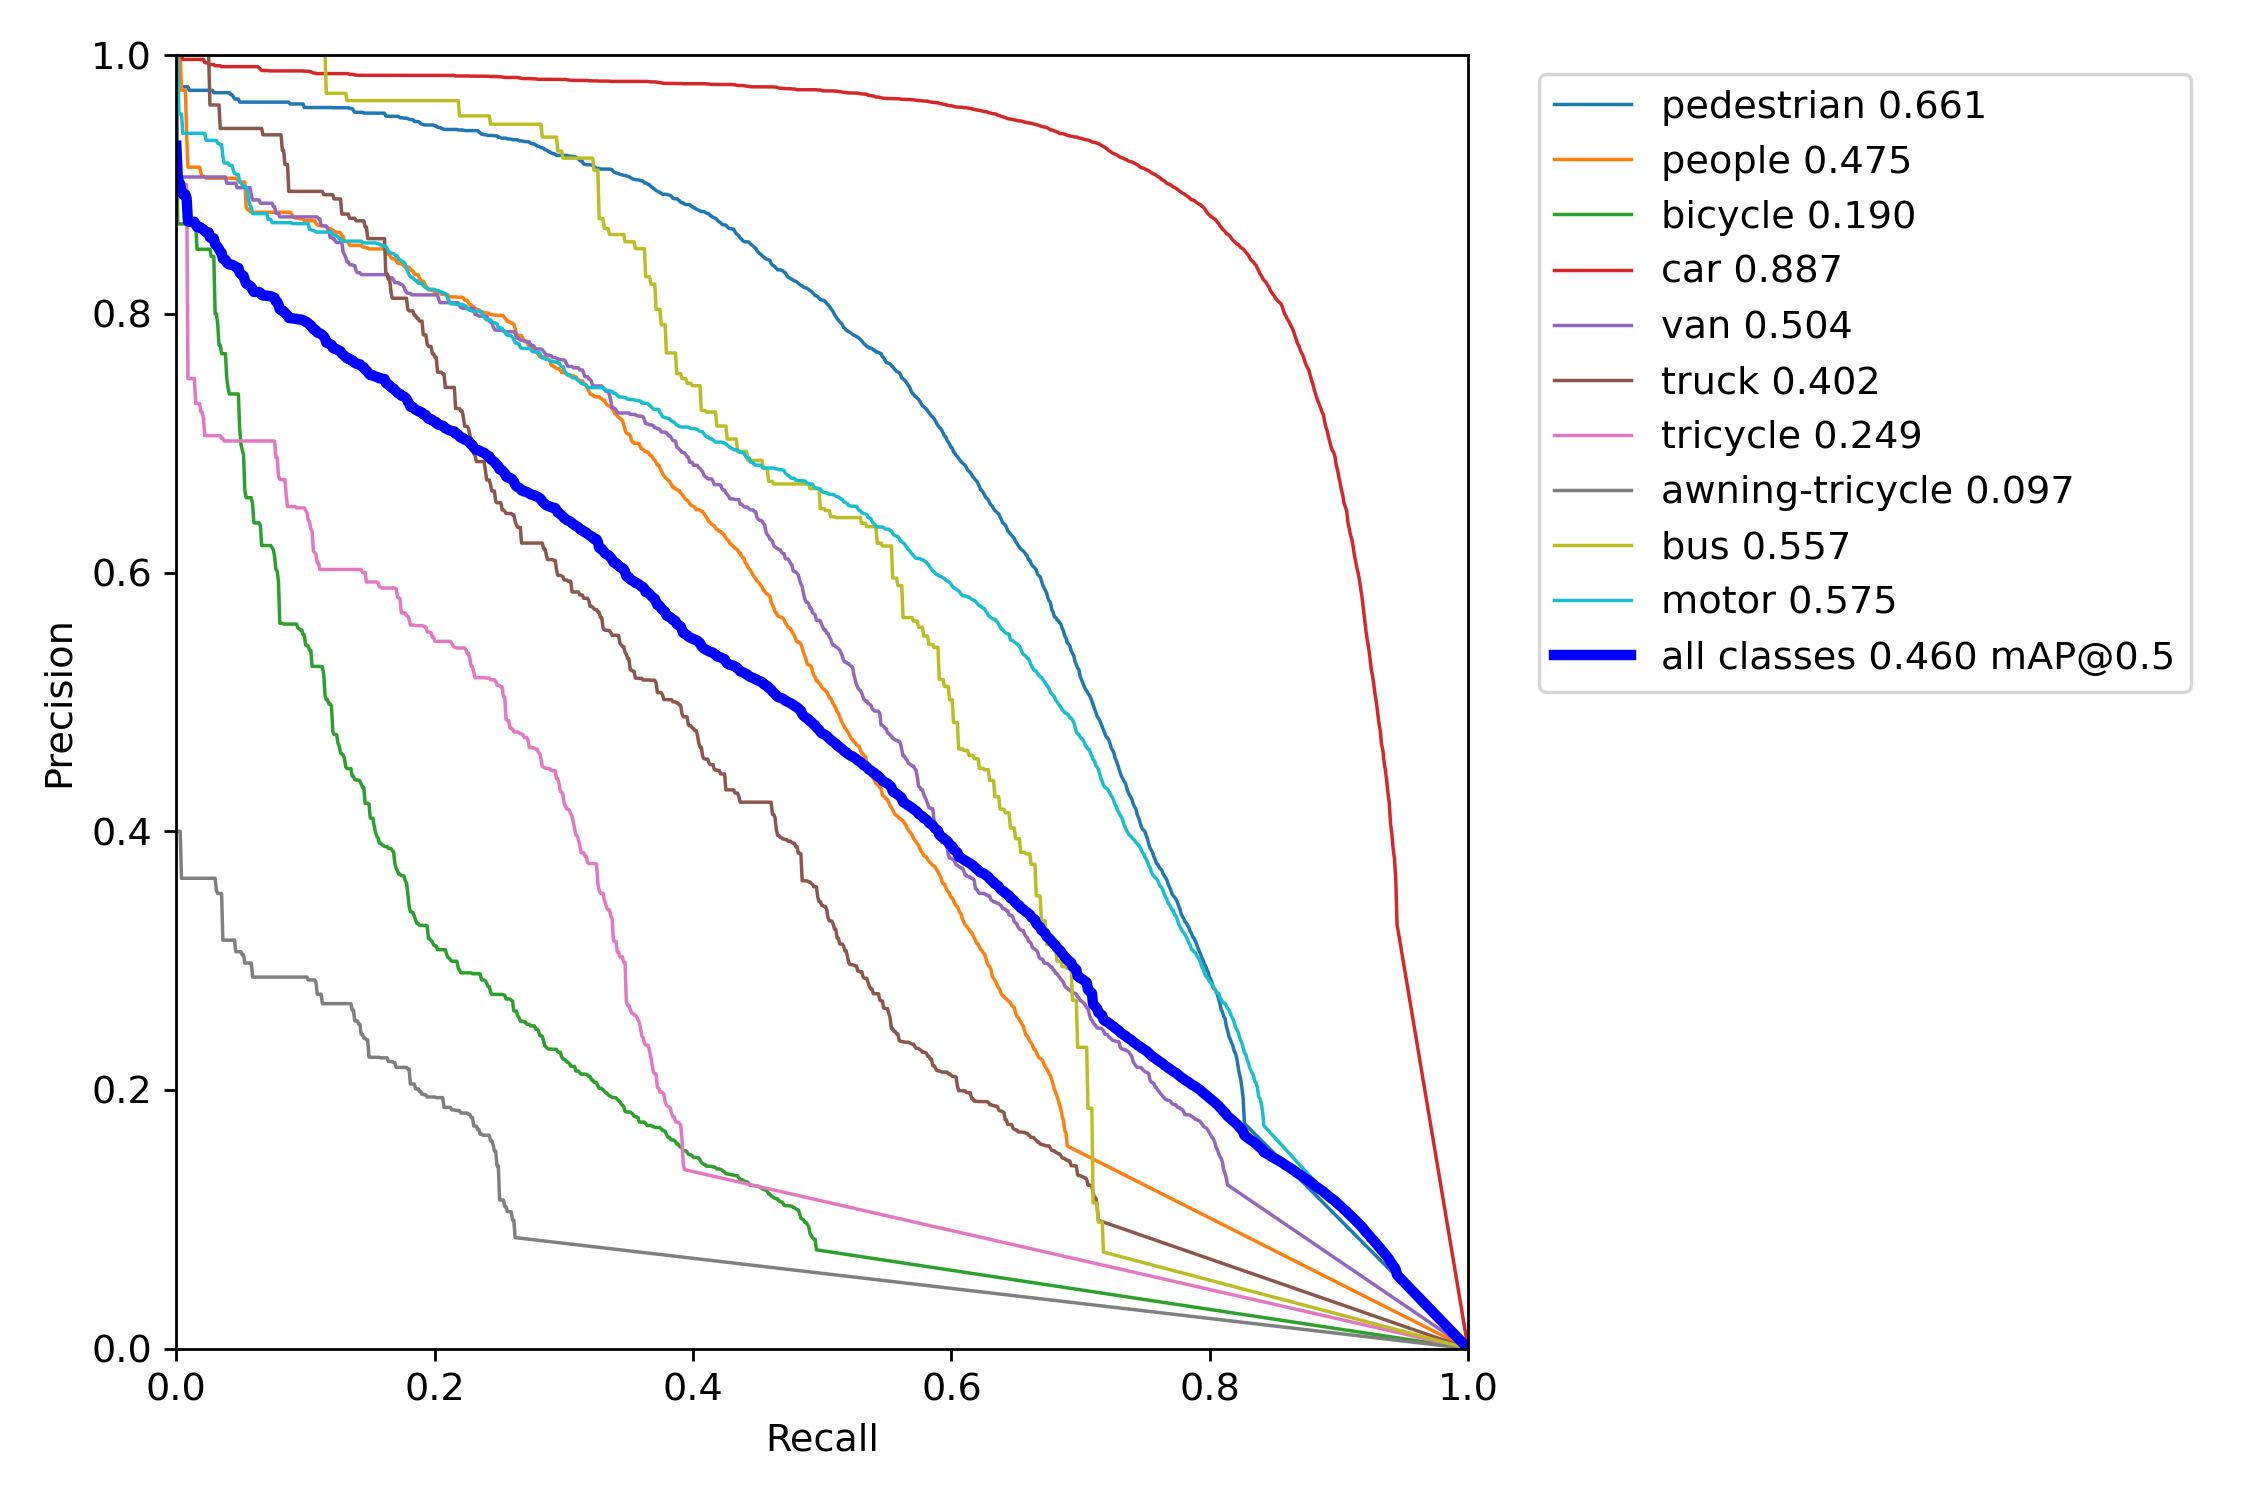 1.0
0.8
0.6
0.4
0.2
0.0
0.0 0.2 0.4 0.6 0.8 1.0
Precision
Recall
pedestrian 0.661
people 0.475
bicycle 0.190
car 0.887
van 0.504
truck 0.402
tricycle 0.249
awning-tricycle 0.097
bus 0.557
motor 0.575
all classes 0.460 mAP@0.5